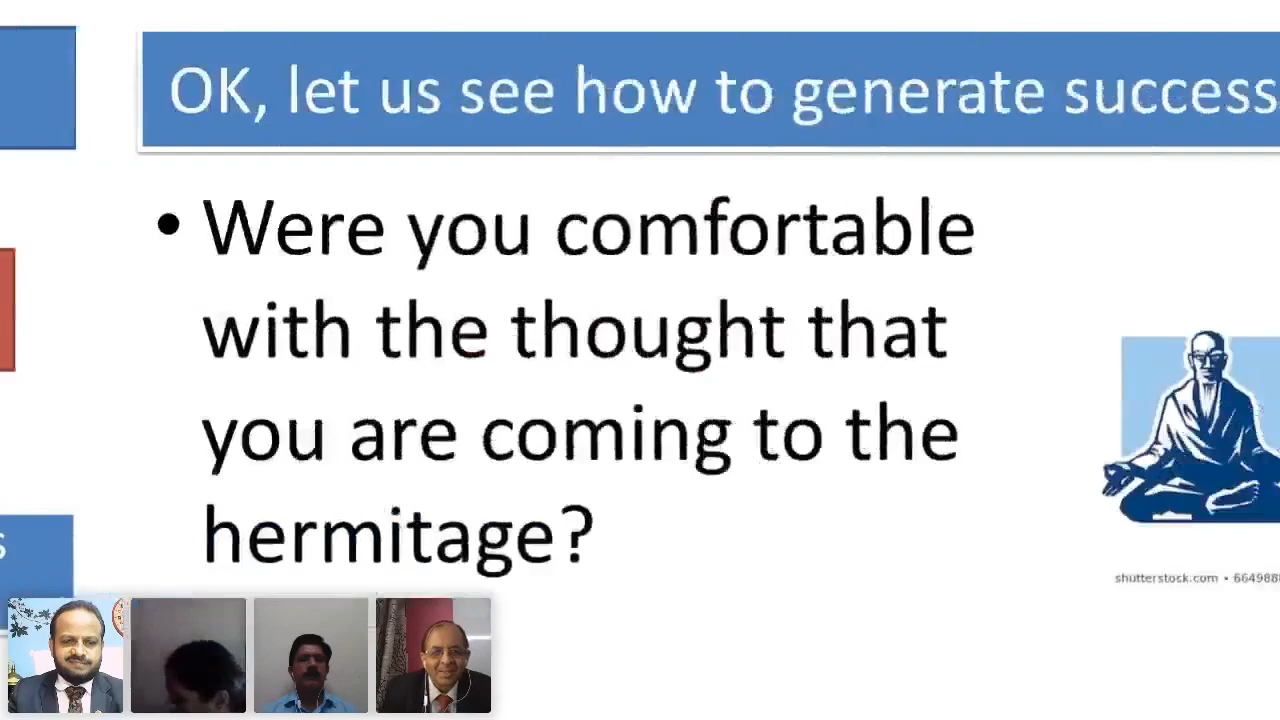 OK, let us see how to generate success
• Were you comfortable
with the thought that
you are coming to the
hermitage?
s
shutterstock.com • 664988